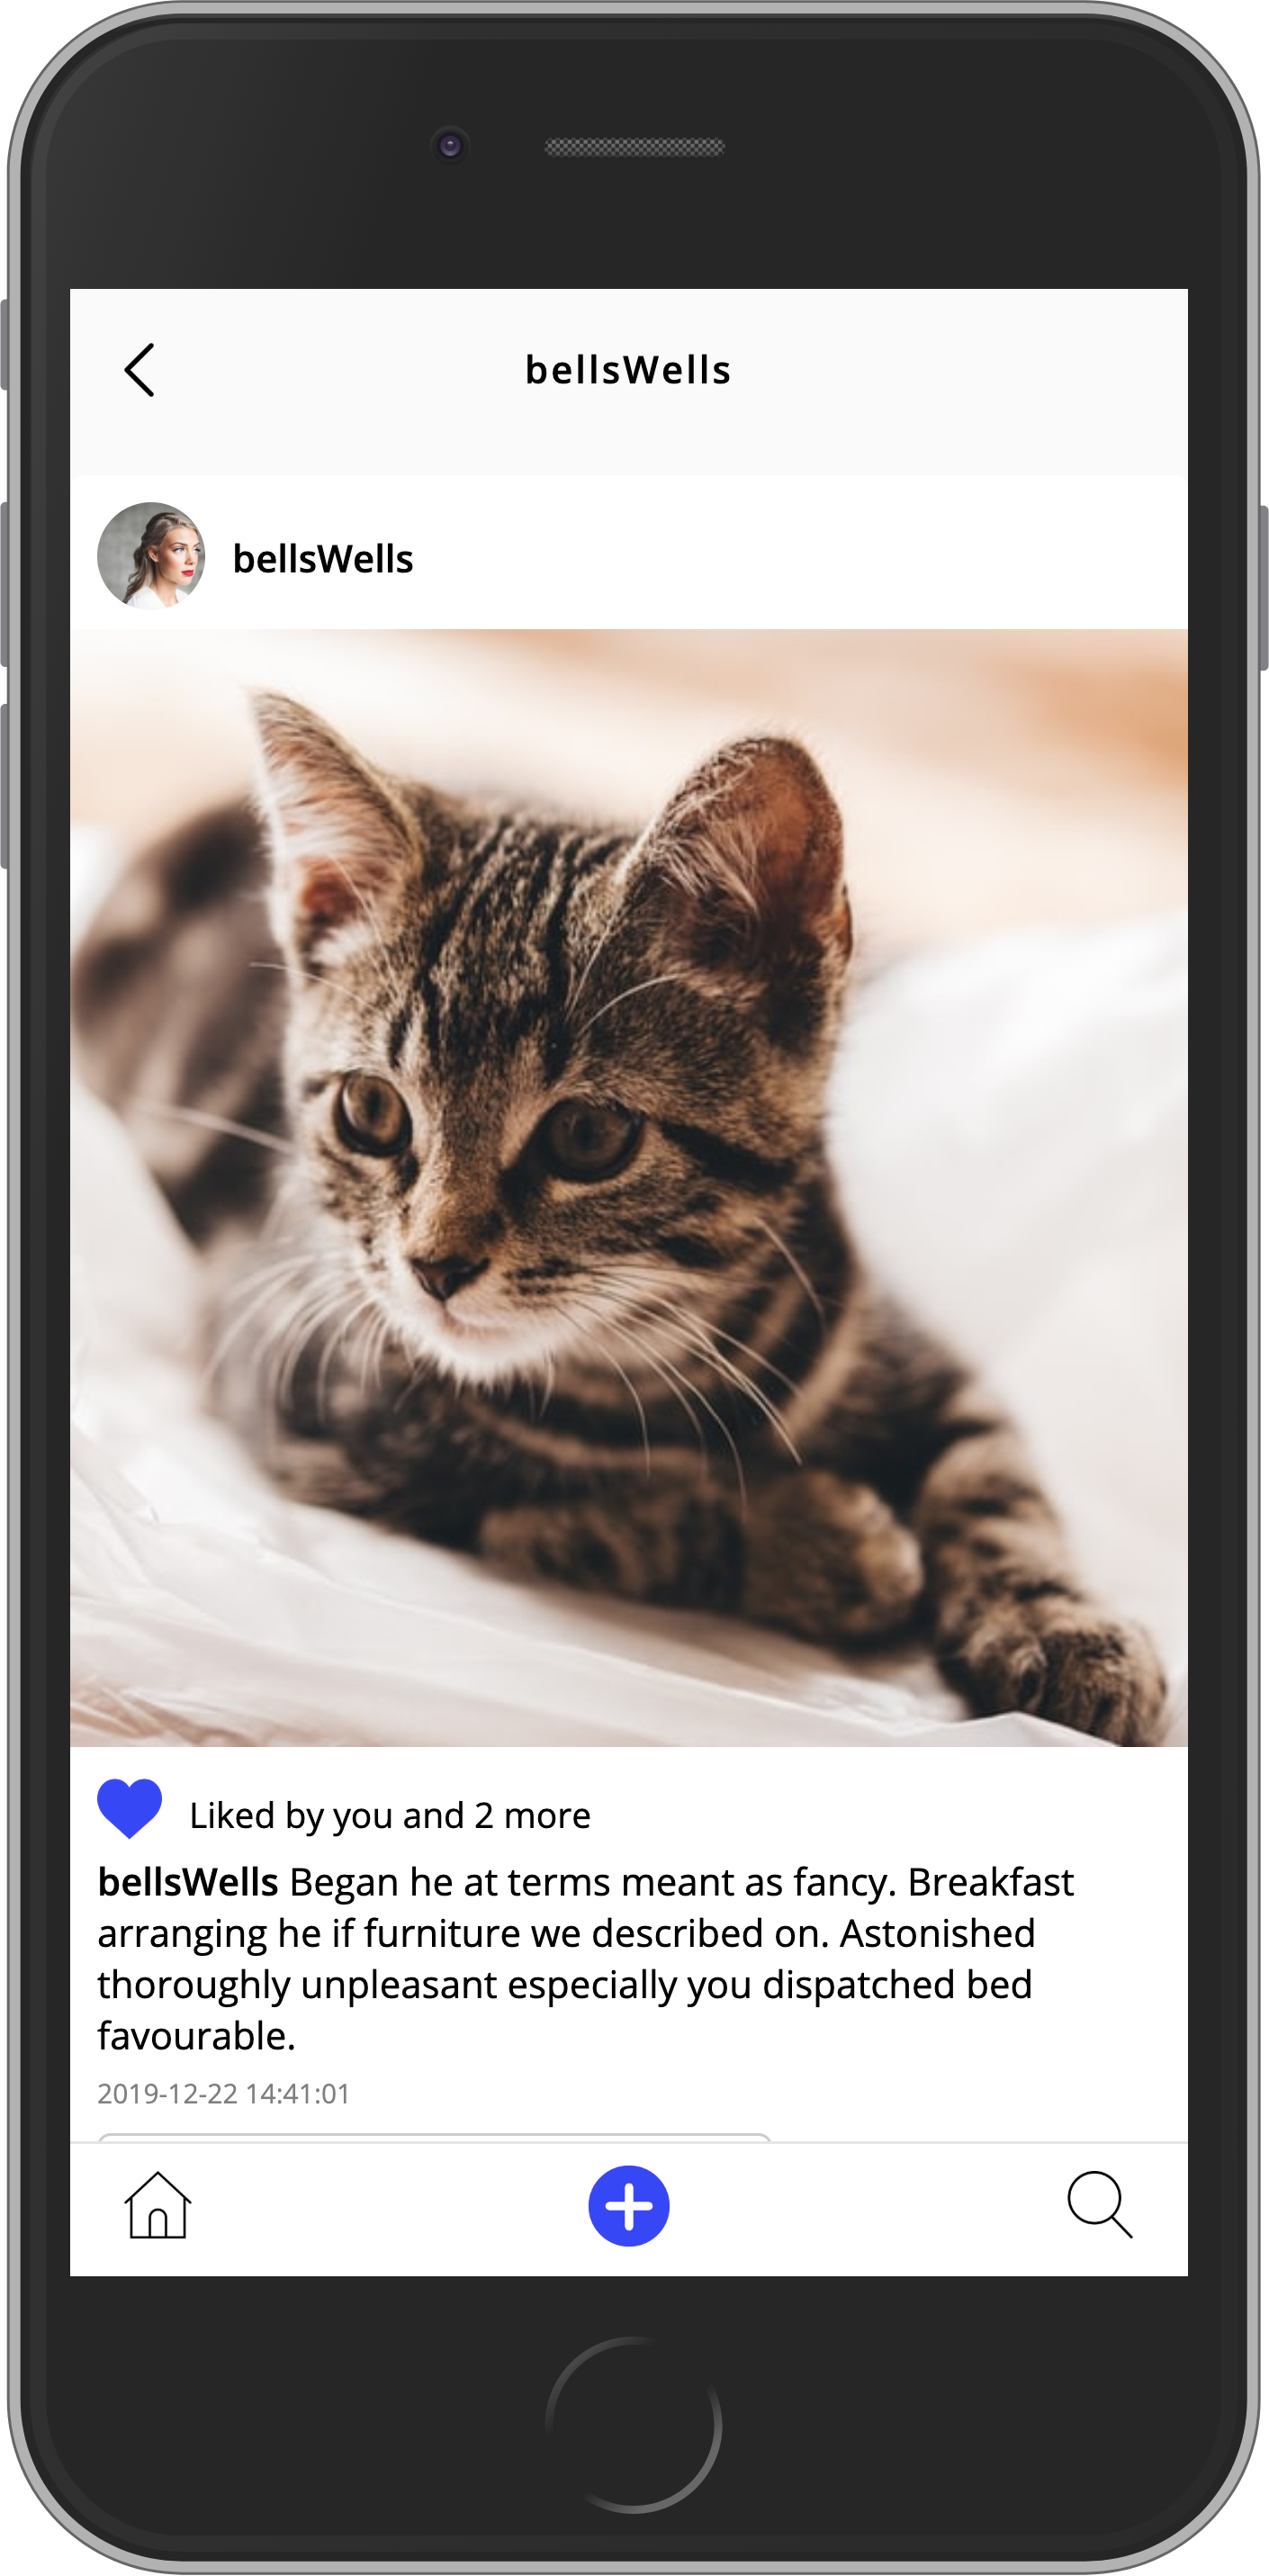 bellsWells
bellsWells
Liked by you and 2 more
bellsWells Began he at terms meant as fancy. Breakfast
arranging he if furniture we described on. Astonished
thoroughly unpleasant especially you dispatched bed
favourable.
2019-12-22 14:41:01